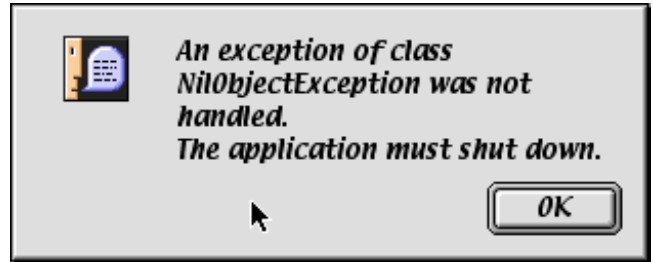 An exception of class
NilObjectException was not
handled.
The application must shut down.
OK